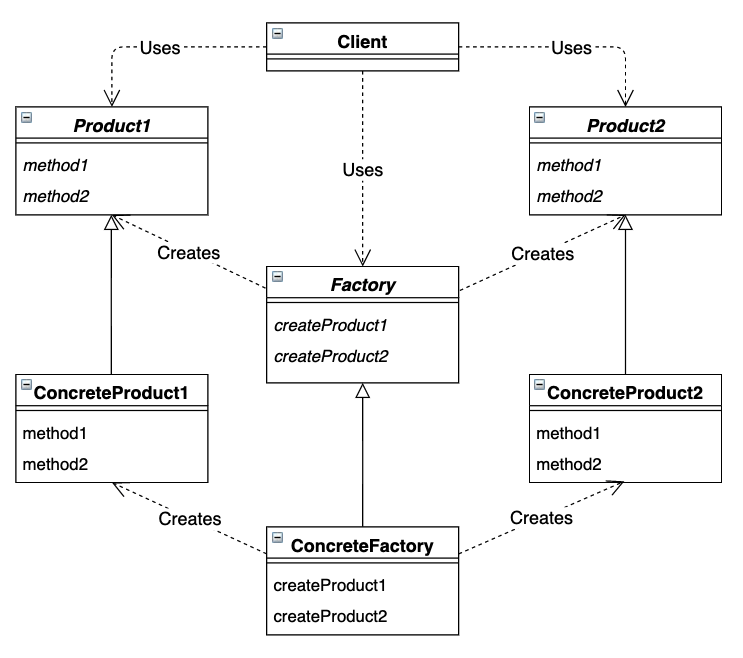 Client
Uses
Uses
Product1
method1
method2
Product2
method1
method2
Uses
Creates
Creates
Factory
createProduct1
createProduct2
ConcreteProduct1
method1
method2
ConcreteProduct2
method1
method2
Creates
Creates
ConcreteFactory
createProduct1
createProduct2